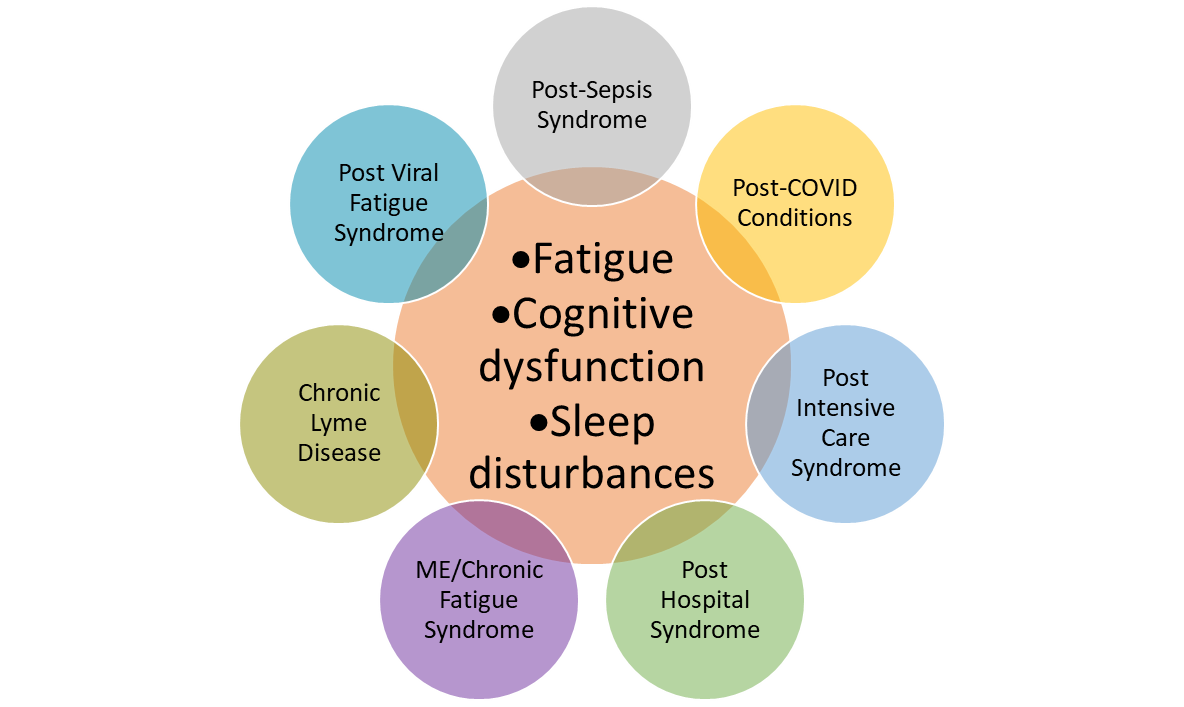 Post-Sepsis
Syndrome
Post-COVID
Conditions
Post
Intensive
Care
Syndrome
Post
Hospital
Syndrome
ME/Chronic
Fatigue
Syndrome
Chronic
Lyme
Disease
Post Viral
Fatigue
Syndrome
•Fatigue
•Cognitive
dysfunction
•Sleep
disturbances